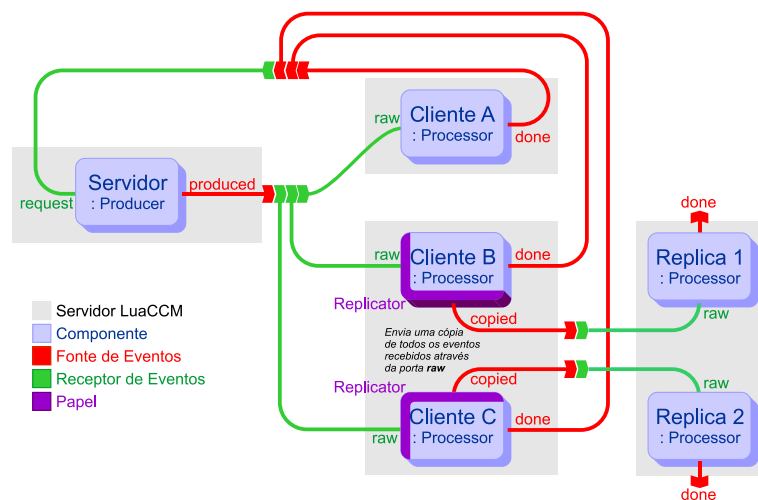 Cliente A
: Processor
raw
done
Servidor
: Producer
produced
request
Cliente B
: Processor
raw
done
Replicator
copied
done
Replica 1
: Processor
raw
Servidor LuaCCM
Componente
Fonte de Eventos
Receptor de Eventos
Papel
Envia uma cópia
de todos os eventos
recebidos através
da porta raw
Replicator
copied
Cliente C
: Processor
raw
done
raw
Replica 2
: Processor
done